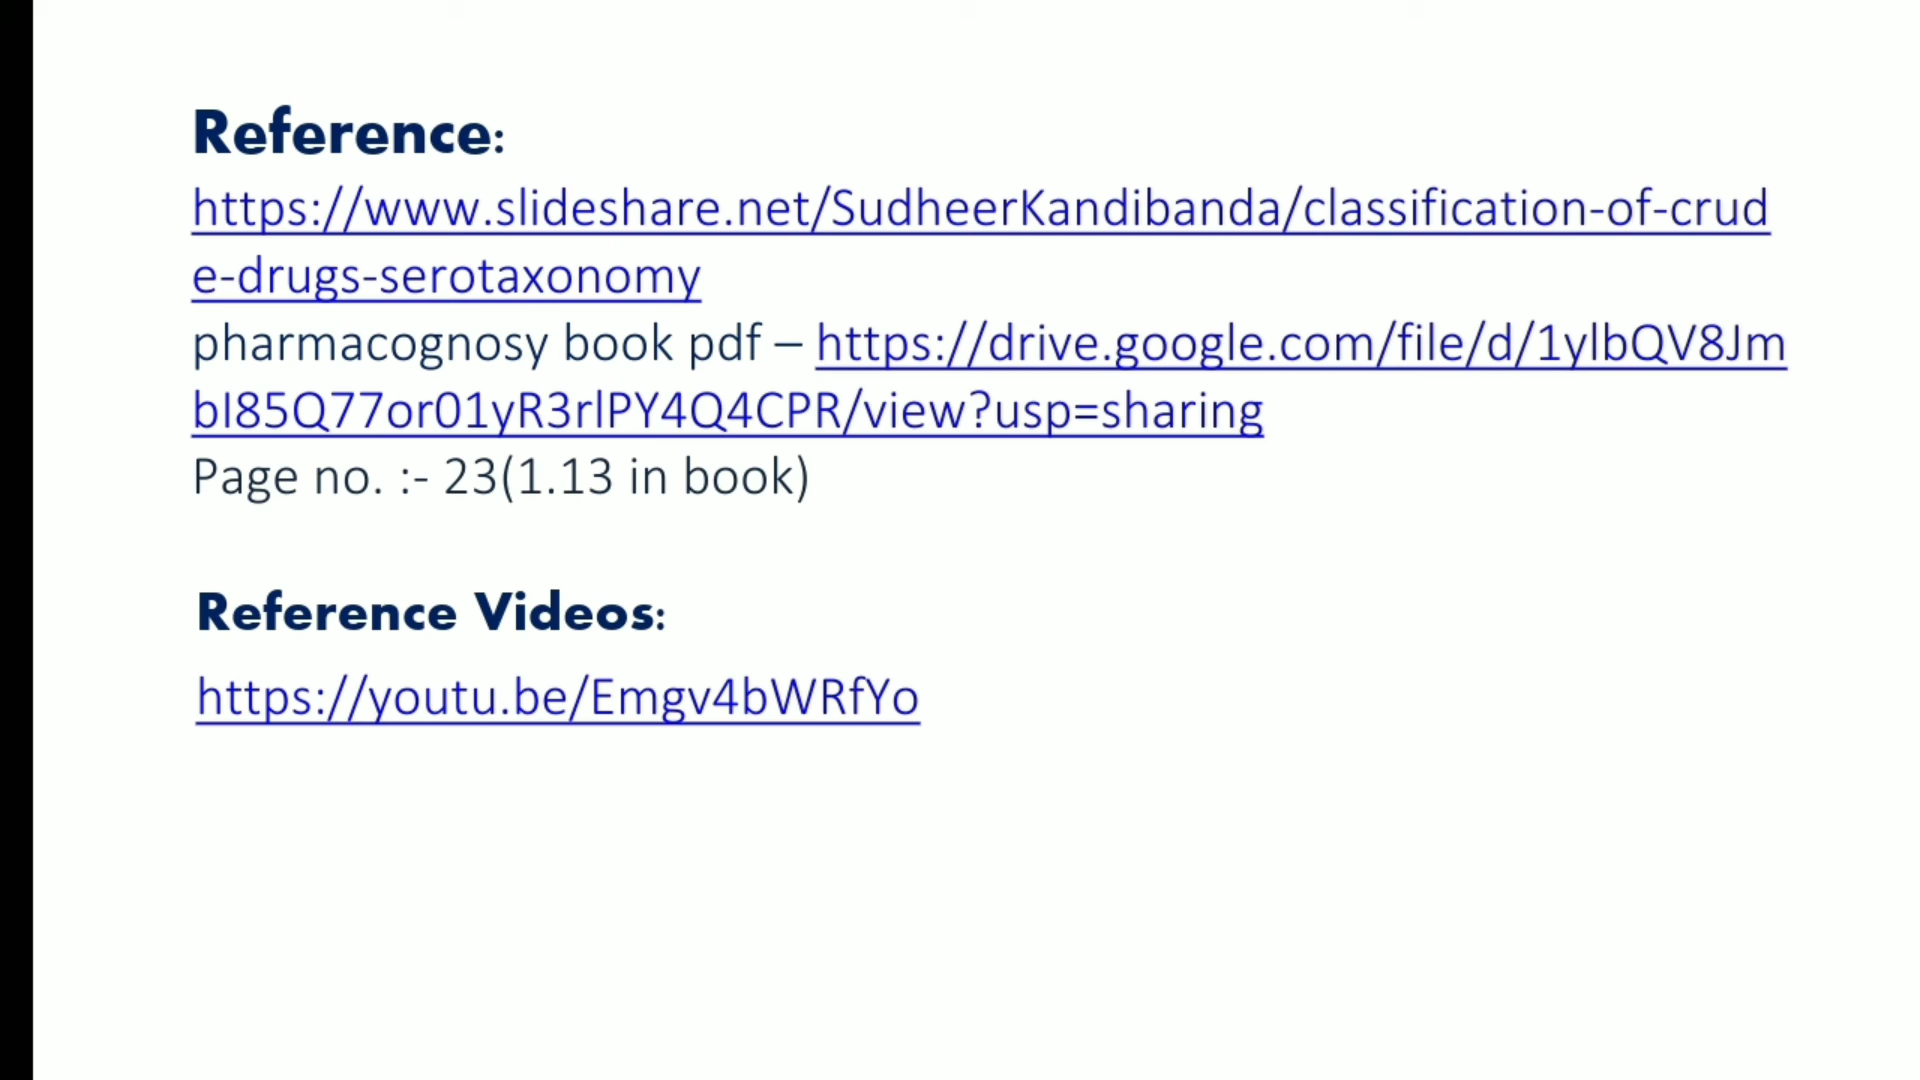 Reference:
https://www.slideshare.net/SudheerKandibanda/classification-of-crud
e-drugs-serotaxonomy
pharmacognosy book pdf – https://drive.google.com/file/d/1ylbQV8Jm
bI85Q77or01yR3rlPY4Q4CPR/view?usp=sharing
Page no. :- 23(1.13 in book)
Reference Videos:
https://youtu.be/Emgv4bWRfYo